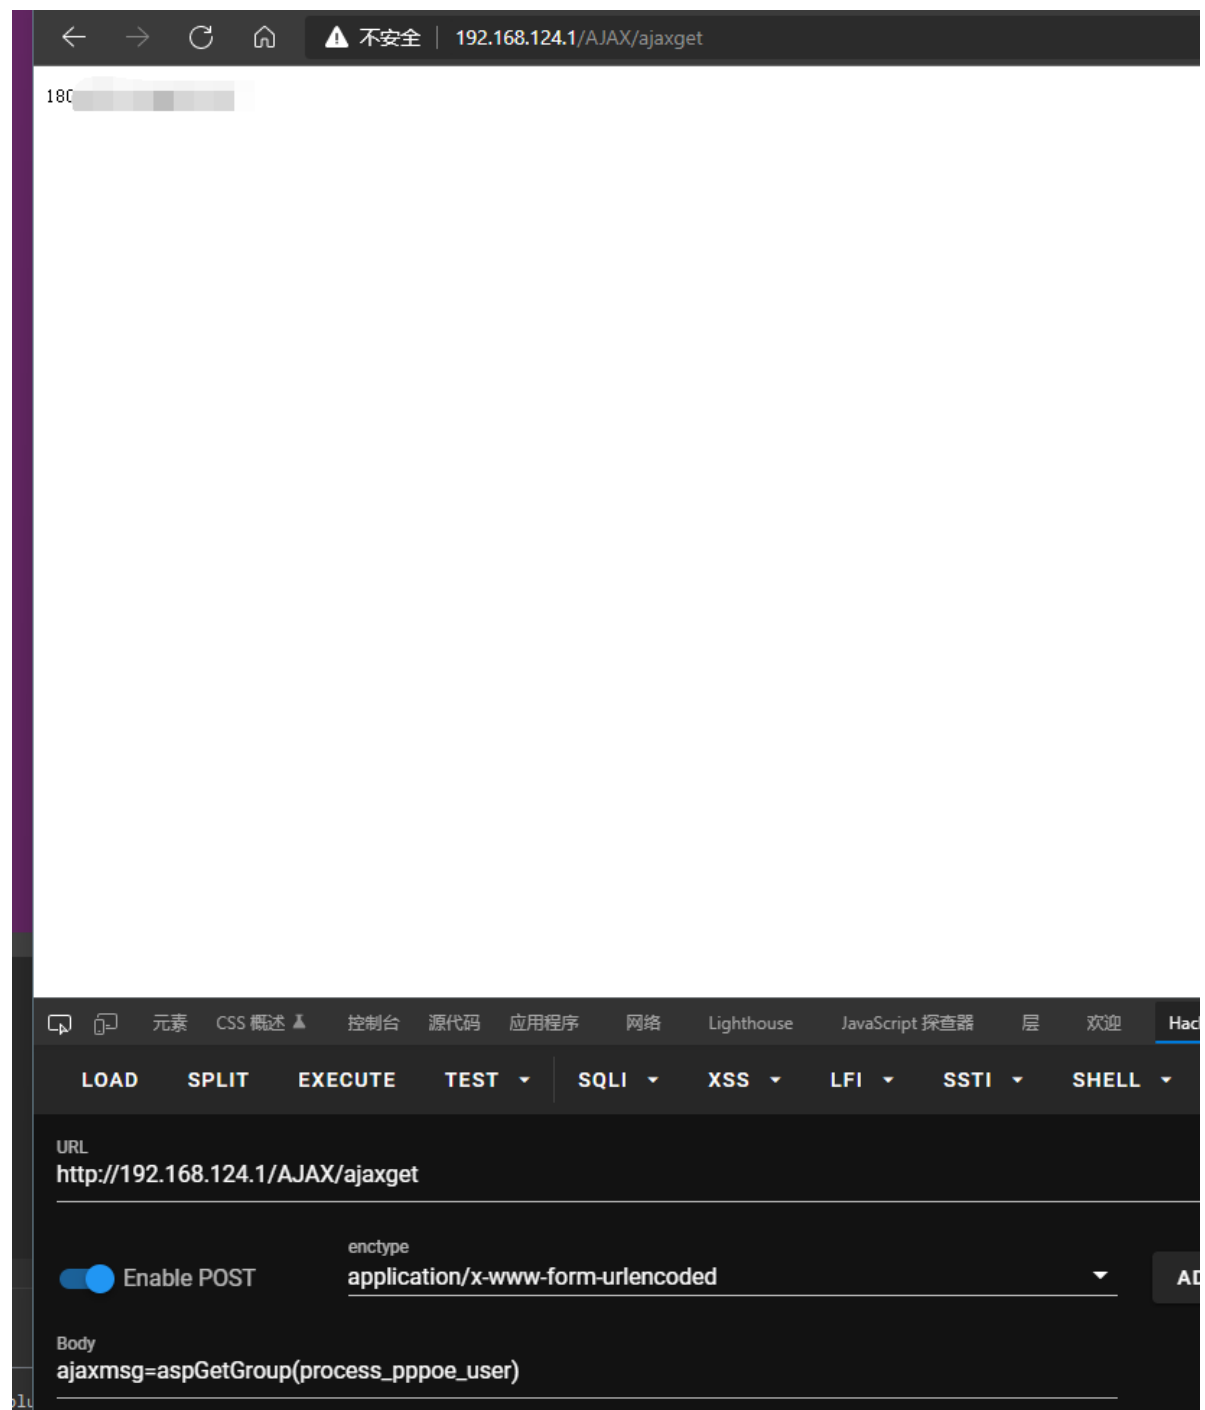 不安全 192.168.124.1/AJAX/ajaxget
180
元素 CSS 概述 控制台 源代码 应用程序 网络 Lighthouse JavaScript 探查器 层 欢迎
LOAD SPLIT EXECUTE TEST SQLI XSS LFI SSTI SHELL
URL
http://192.168.124.1/AJAX/ajaxget
enctype
Enable POST application/x-www-form-urlencoded
Body
ajaxmsg=aspGetGroup(process_pppoe_user)